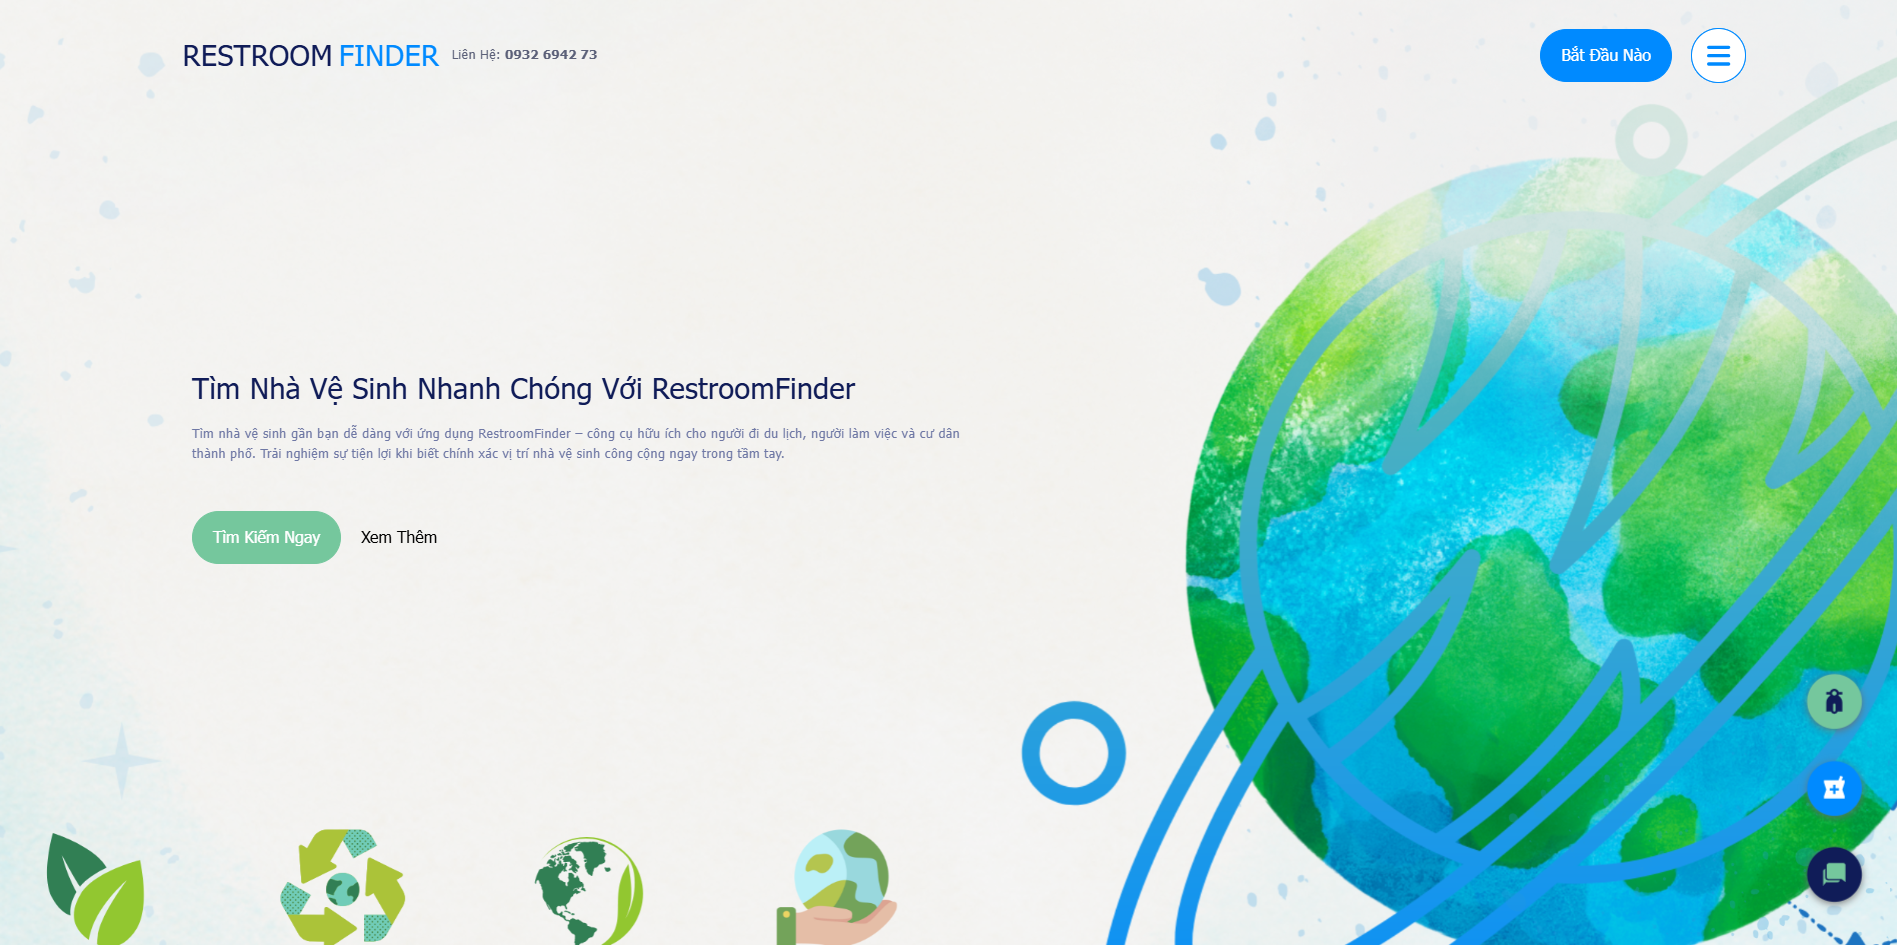 RESTROOM FINDER Liên Hệ: 0932 6942 73
Bắt Đầu Nào
Tìm Nhà Vệ Sinh Nhanh Chóng Với RestroomFinder
Tìm nhà vệ sinh gần bạn dễ dàng với ứng dụng RestroomFinder – công cụ hữu ích cho người đi du lịch, người làm việc và cư dân
thành phố. Trải nghiệm sự tiện lợi khi biết chính xác vị trí nhà vệ sinh công cộng ngay trong tầm tay.
Tìm Kiếm Ngay
Xem Thêm